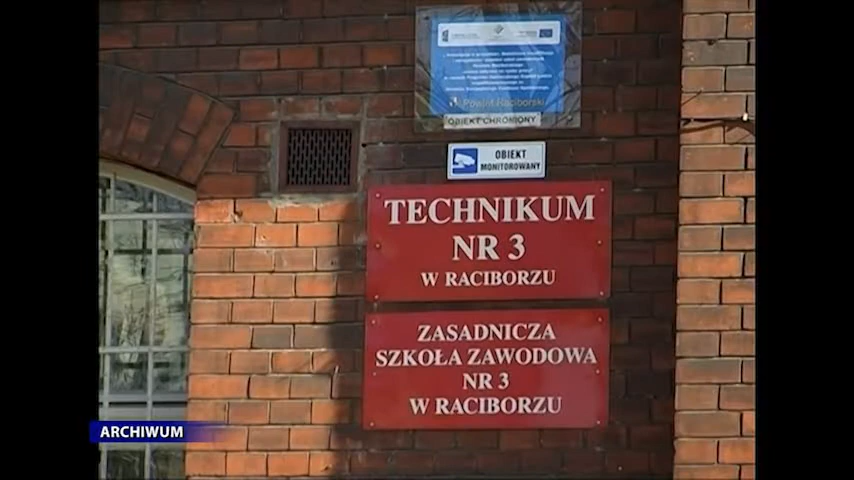 Powiat Raciborski
OBIEKT CHRONIONY
OBIEKT
MONITOROWANY
TECHNIKUM
NR 3
W RACIBORZU
ZASADNICZA
SZKOŁA ZAWODOWA
NR 3
W RACIBORZU
ARCHIWUM